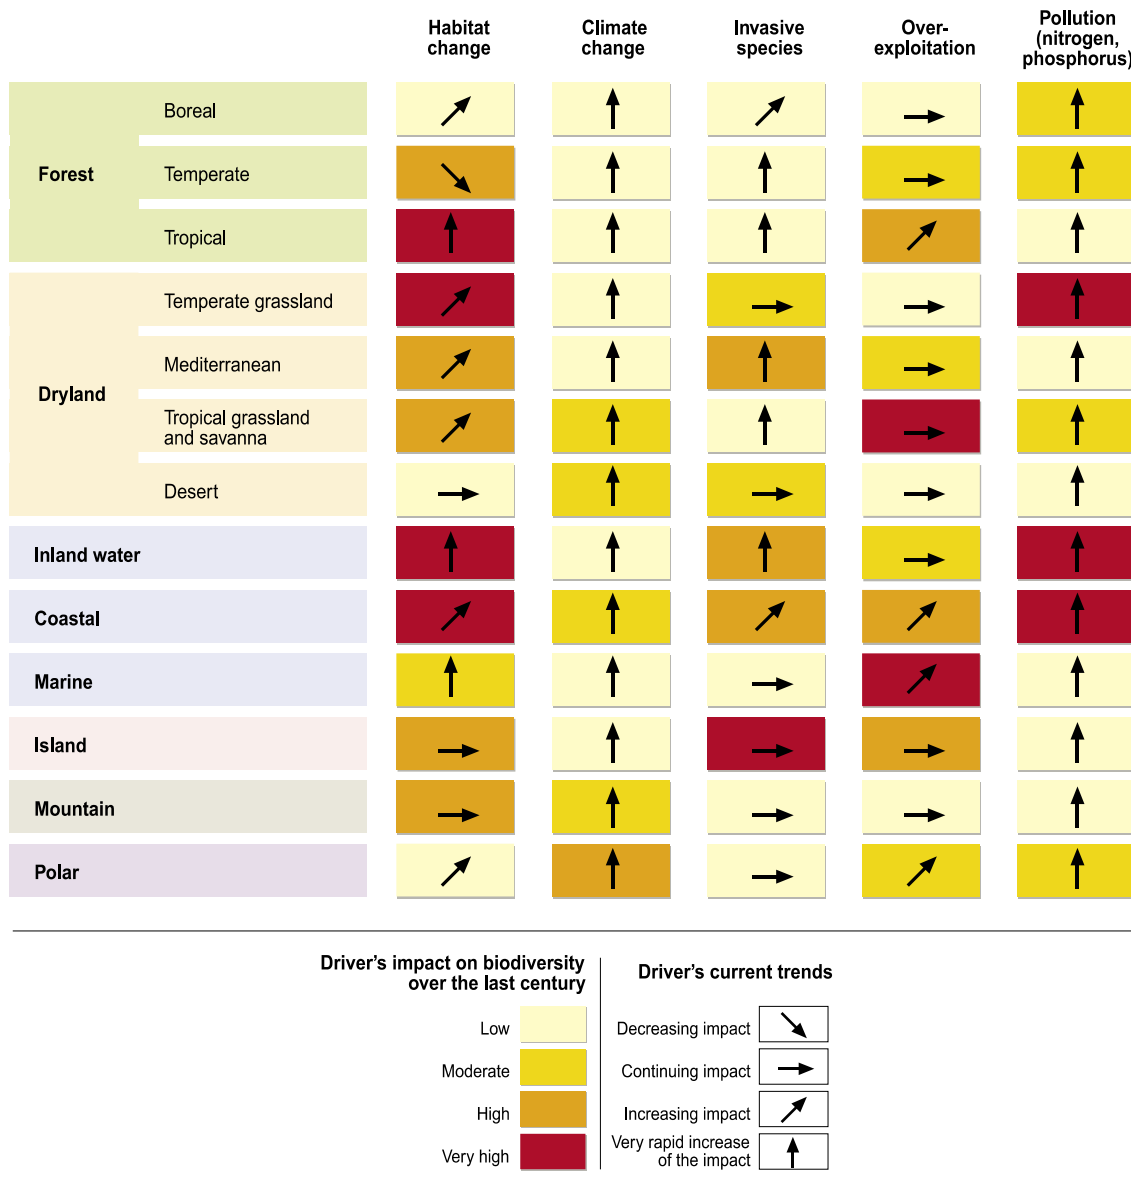 Habitat
change
Climate
change
Invasive
species
Over-
exploitation
Pollution
(nitrogen,
phosphorus)
Forest
Boreal
Temperate
Tropical
Dryland
Temperate grassland
Mediterranean
Tropical grassland
and savanna
Desert
Inland water
Coastal
Marine
Island
Mountain
Polar
Driver’s impact on biodiversity
over the last century
Low
Moderate
High
Very high
Driver’s current trends
Decreasing impact
Continuing impact
Increasing impact
Very rapid increase
of the impact